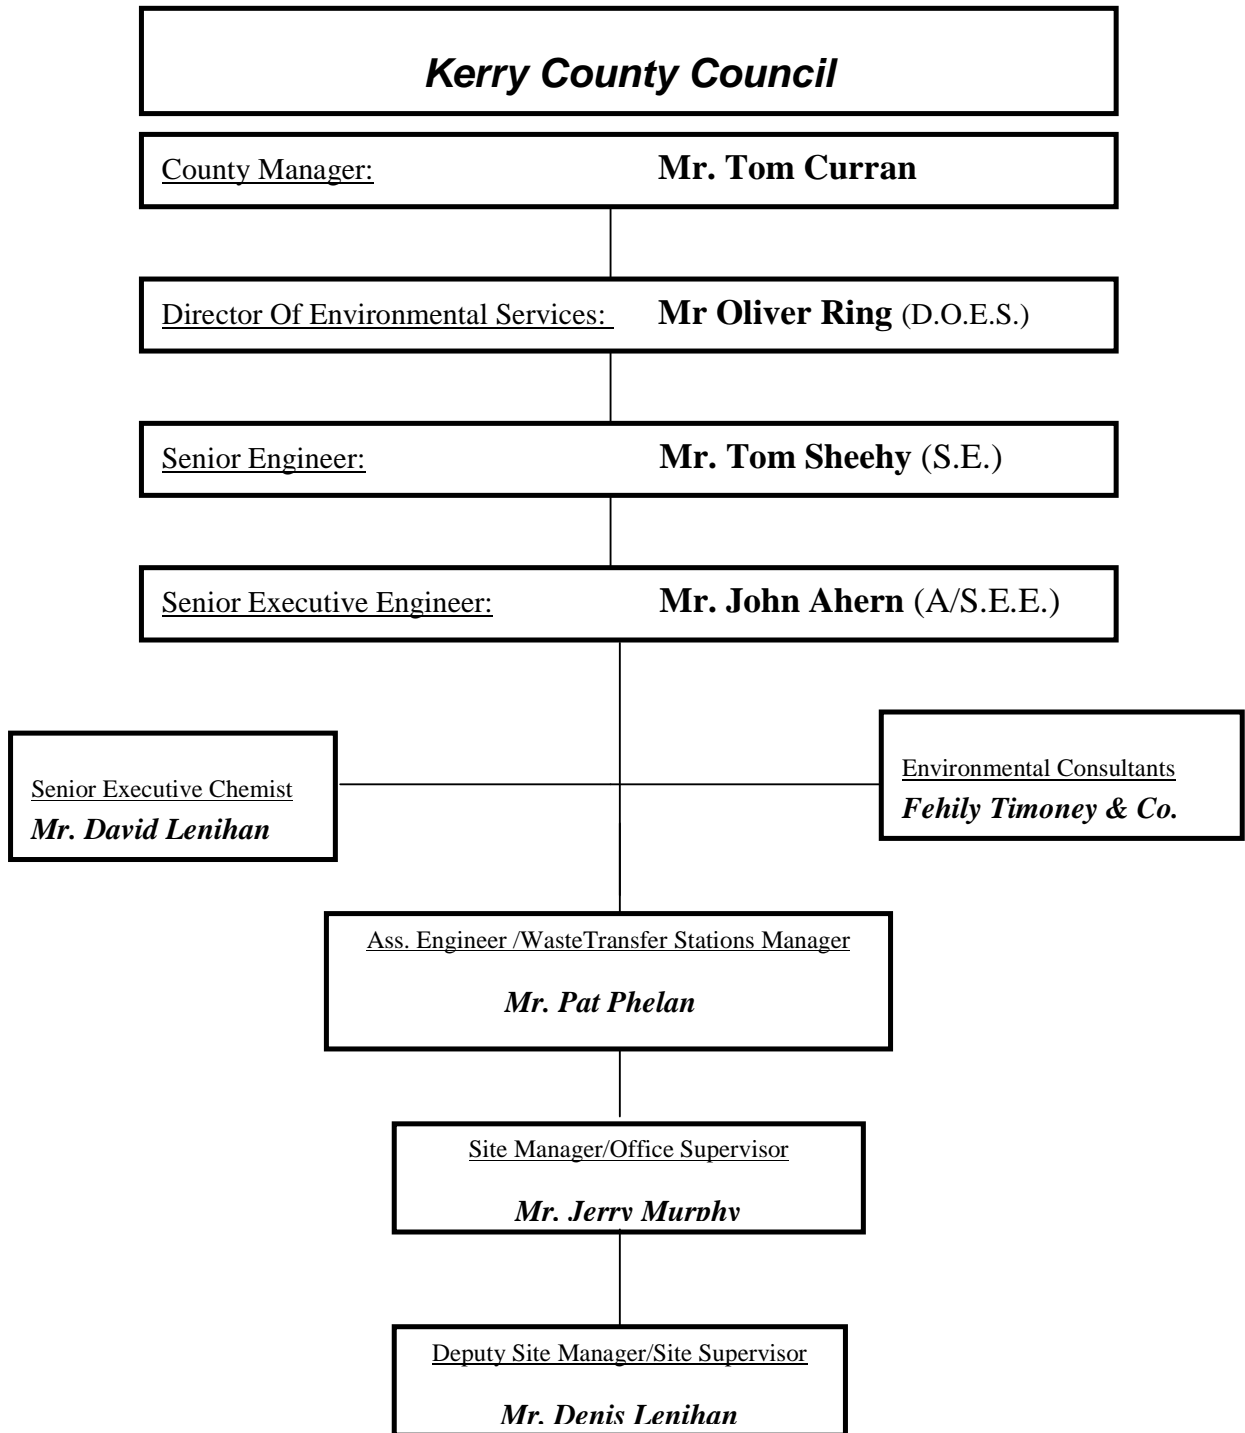 Kerry County Council
County Manager: Mr. Tom Curran
Director Of Environmental Services: Mr Oliver Ring (D.O.E.S.)
Senior Engineer: Mr. Tom Sheehy (S.E.)
Senior Executive Engineer: Mr. John Ahern (A/S.E.E.)
Senior Executive Chemist
Mr. David Lenihan
Environmental Consultants
Fehily Timoney & Co.
Ass. Engineer /WasteTransfer Stations Manager
Mr. Pat Phelan
Site Manager/Office Supervisor
Mr. Jerry Murphy
Deputy Site Manager/Site Supervisor
Mr. Denis Lenihan